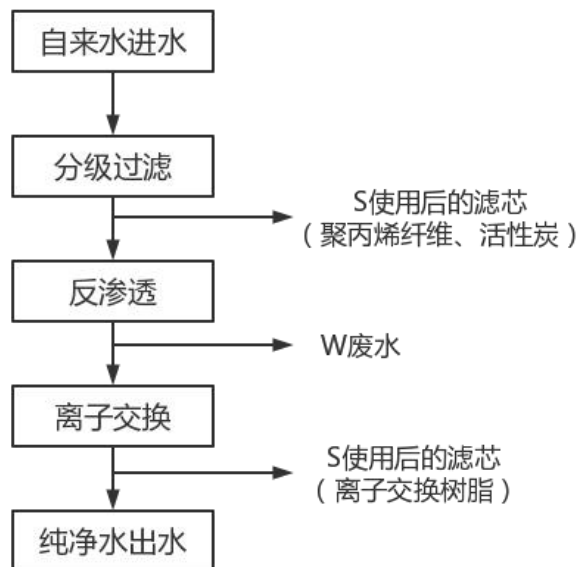 自来水进水
分级过滤
S使用后的滤芯
（聚丙烯纤维、活性炭）
反渗透
W废水
离子交换
S使用后的滤芯
（离子交换树脂）
纯净水出水